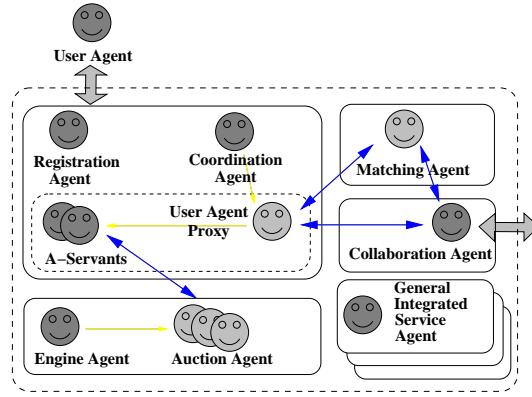 User Agent
Registration
Agent
Coordination
Agent
Matching Agent
User Agent
Proxy
A-Servants
Collaboration Agent
General
Integrated
Service
Agent
Engine Agent
Auction Agent